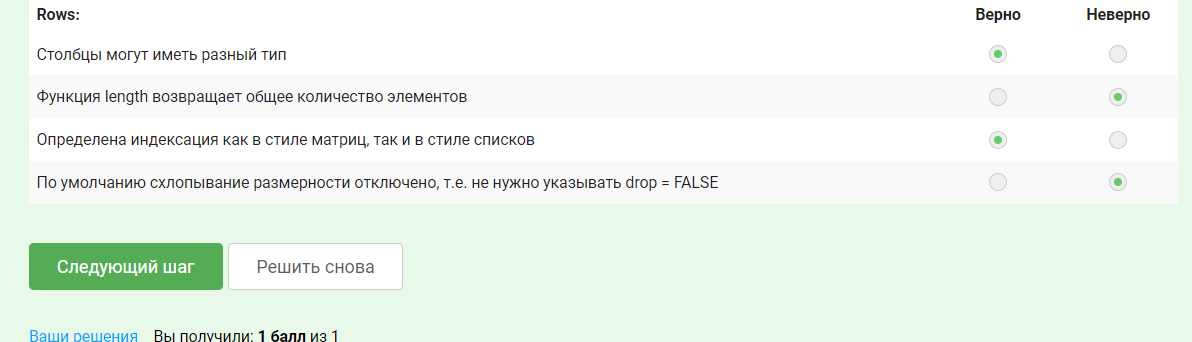 Rows: Верно Неверно
Столбцы могут иметь разный тип
Функция length возвращает общее количество элементов
Определена индексация как в стиле матриц, так и в стиле списков
По умолчанию схлопывание размерности отключено, т.е. не нужно указывать drop = FALSE
Следующий шаг Решить снова
Ваши решения Вы получили: 1 балл из 1